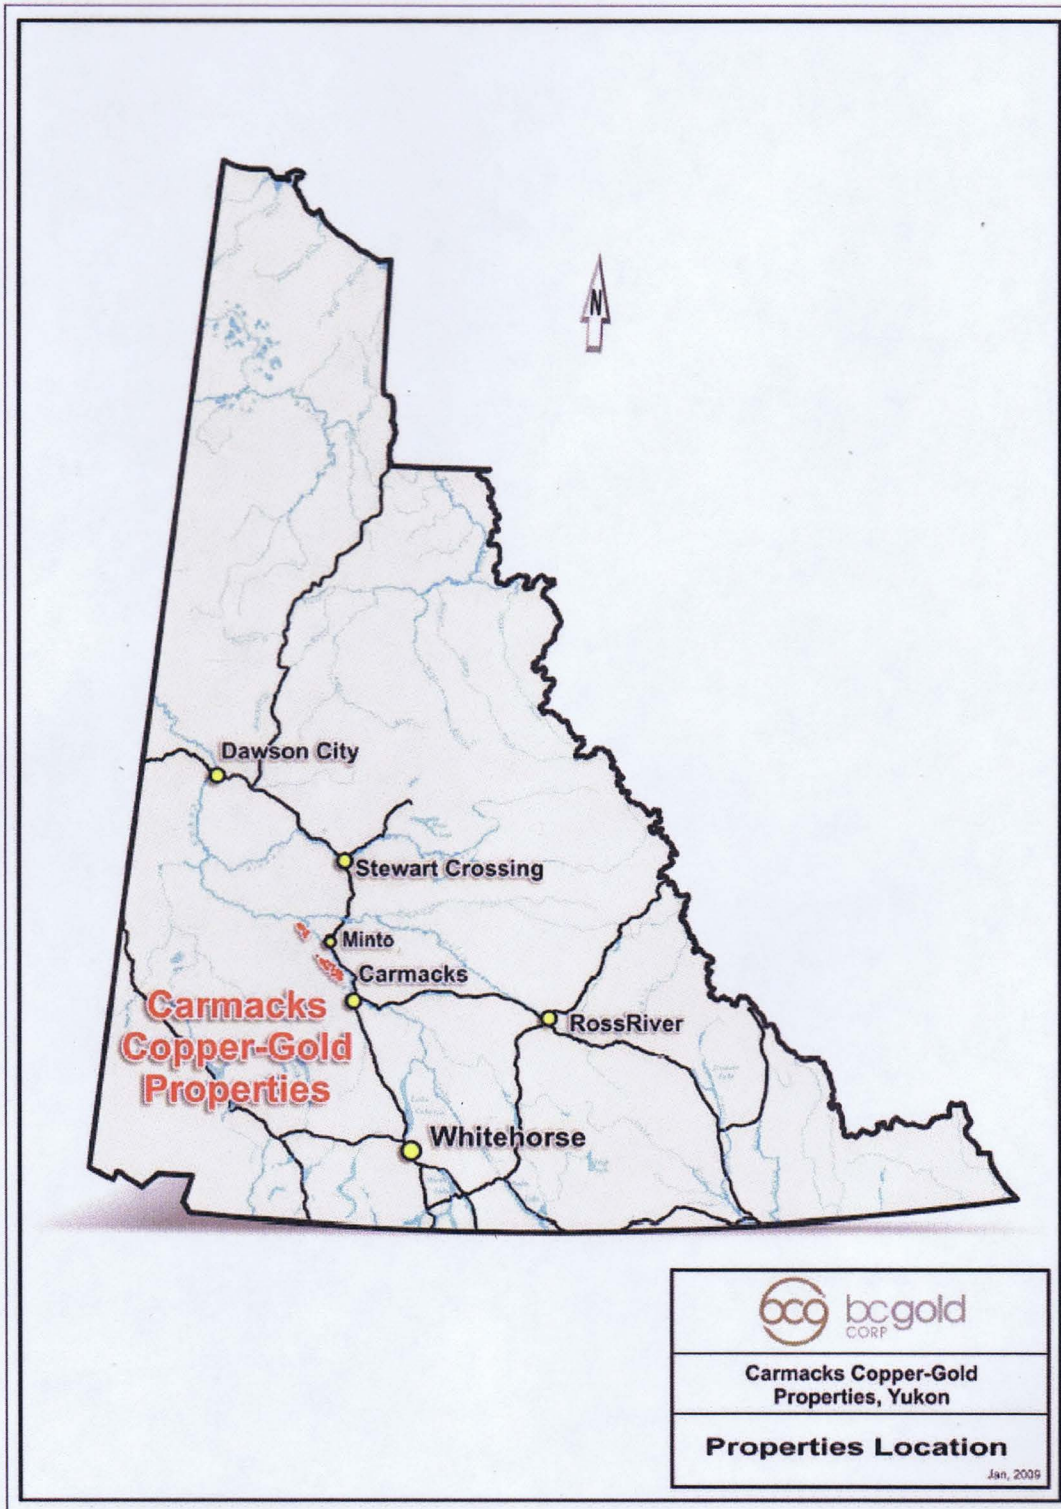 N
Dawson City
Stewart Crossing
Minto
Carmacks
Carmacks
Copper-Gold
Properties
RossRiver
Whitehorse
bcg bcgold
CORP
Carmacks Copper-Gold
Properties, Yukon
Properties Location
Jan, 2009